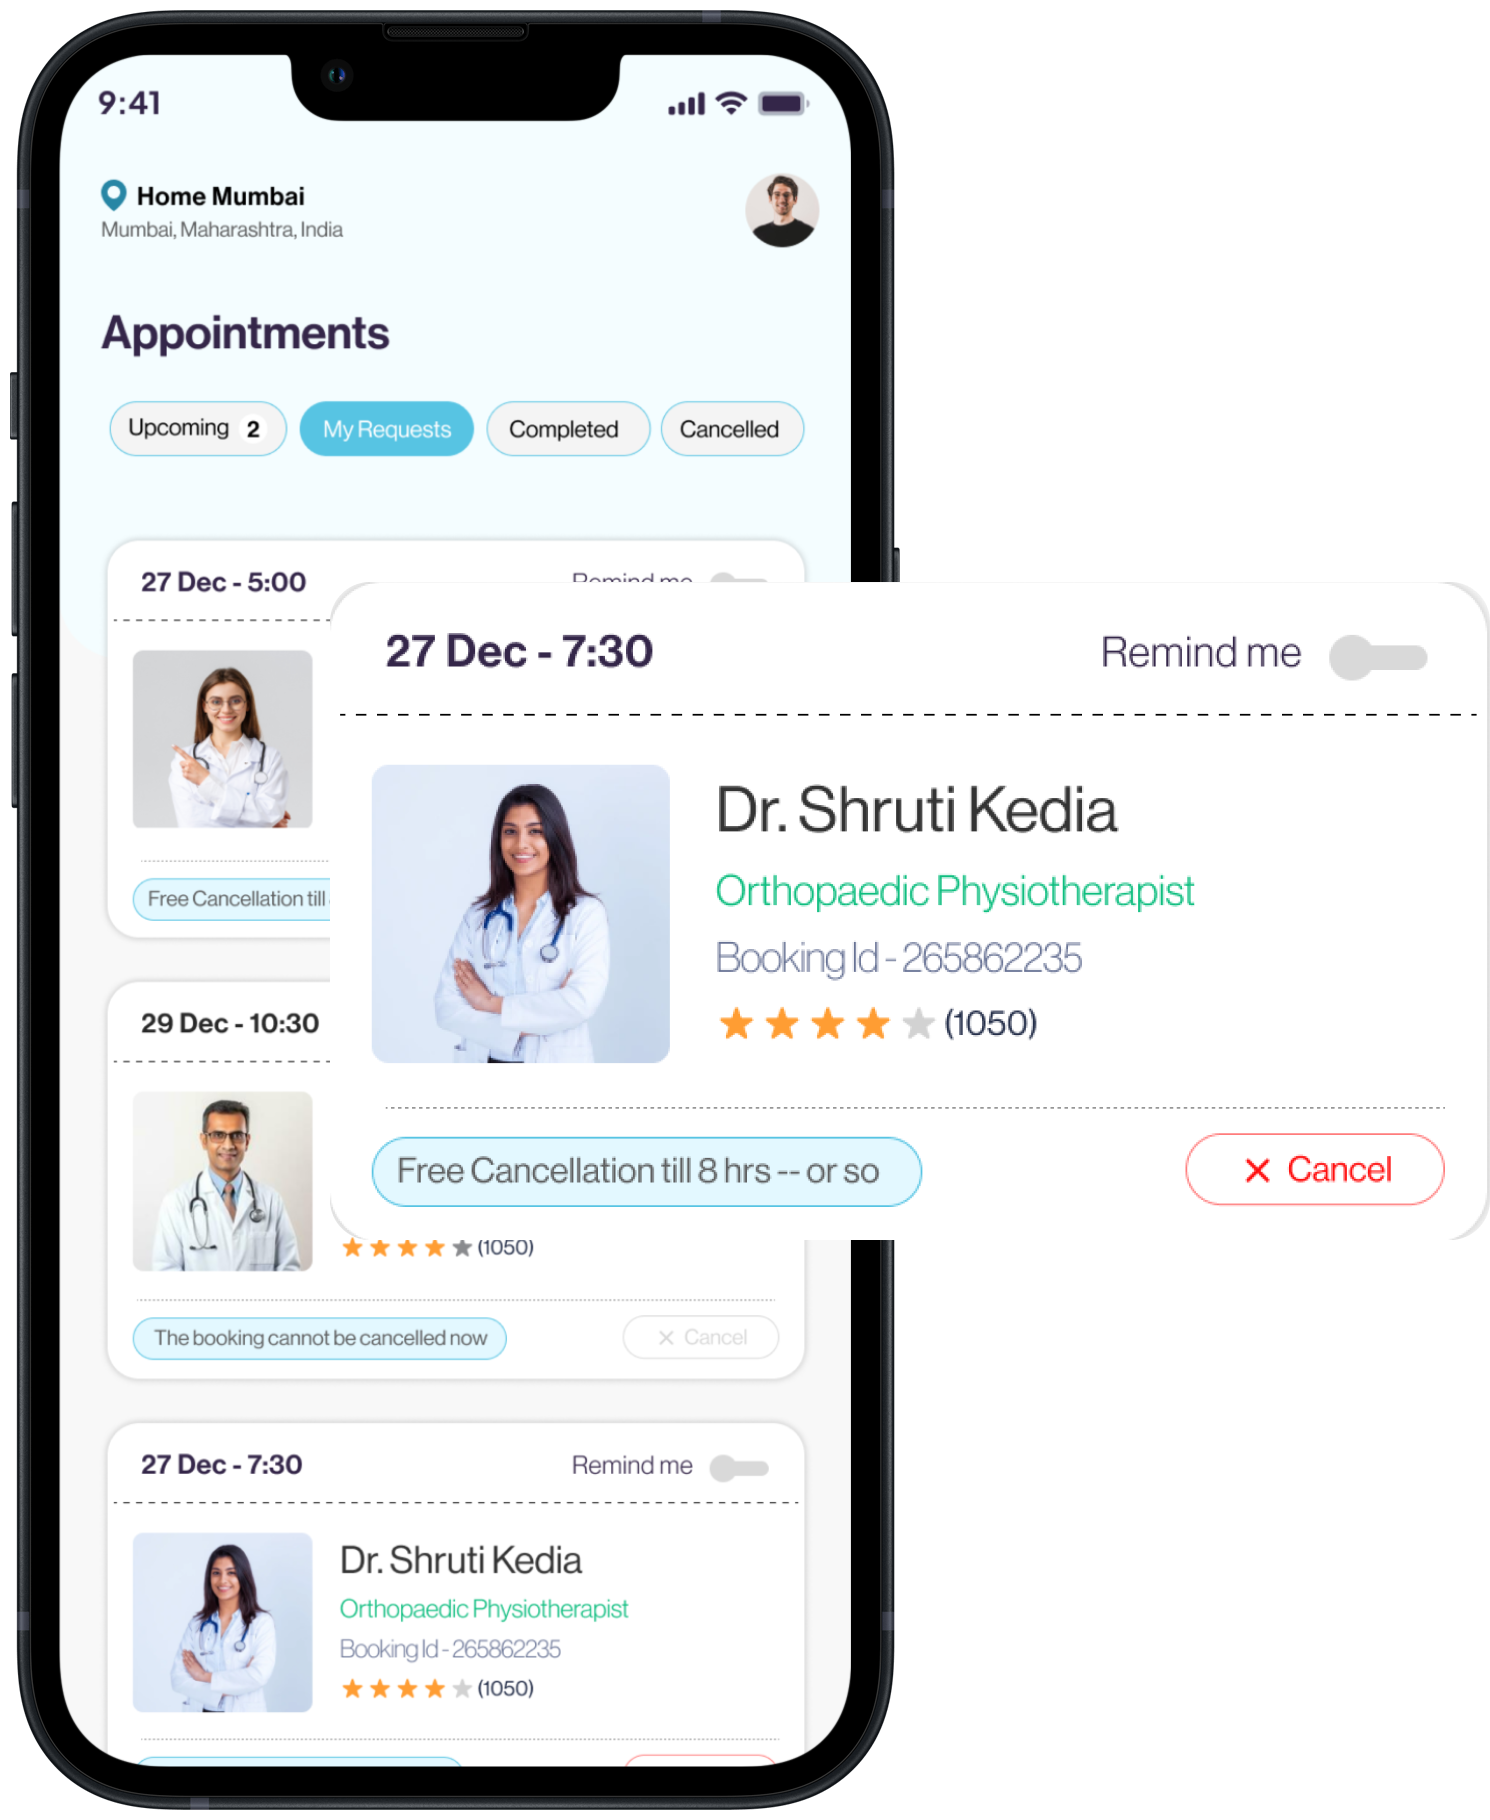 9:41
Home Mumbai
Mumbai, Maharashtra, India
Appointments
Upcoming 2 My Requests Completed Cancelled
27 Dec - 5:00 Remind me
Free Cancellation till
27 Dec - 7:30 Remind me
Dr. Shruti Kedia
Orthopaedic Physiotherapist
Booking Id - 265862235
(1050)
Free Cancellation till 8 hrs -- or so × Cancel
29 Dec - 10:30
(1050)
The booking cannot be cancelled now × Cancel
27 Dec - 7:30 Remind me
Dr. Shruti Kedia
Orthopaedic Physiotherapist
Booking Id - 265862235
(1050)